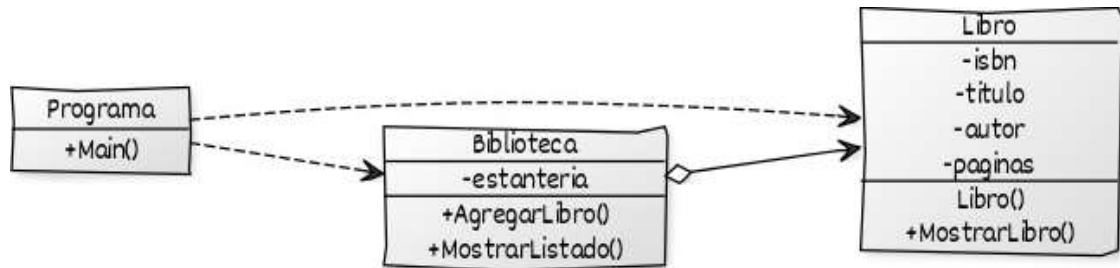 Programa
+Main()
Biblioteca
-estanteria
+AgregarLibro()
+MostrarListado()
Libro
-isbn
-titulo
-autor
-paginas
Libro()
+MostrarLibro()